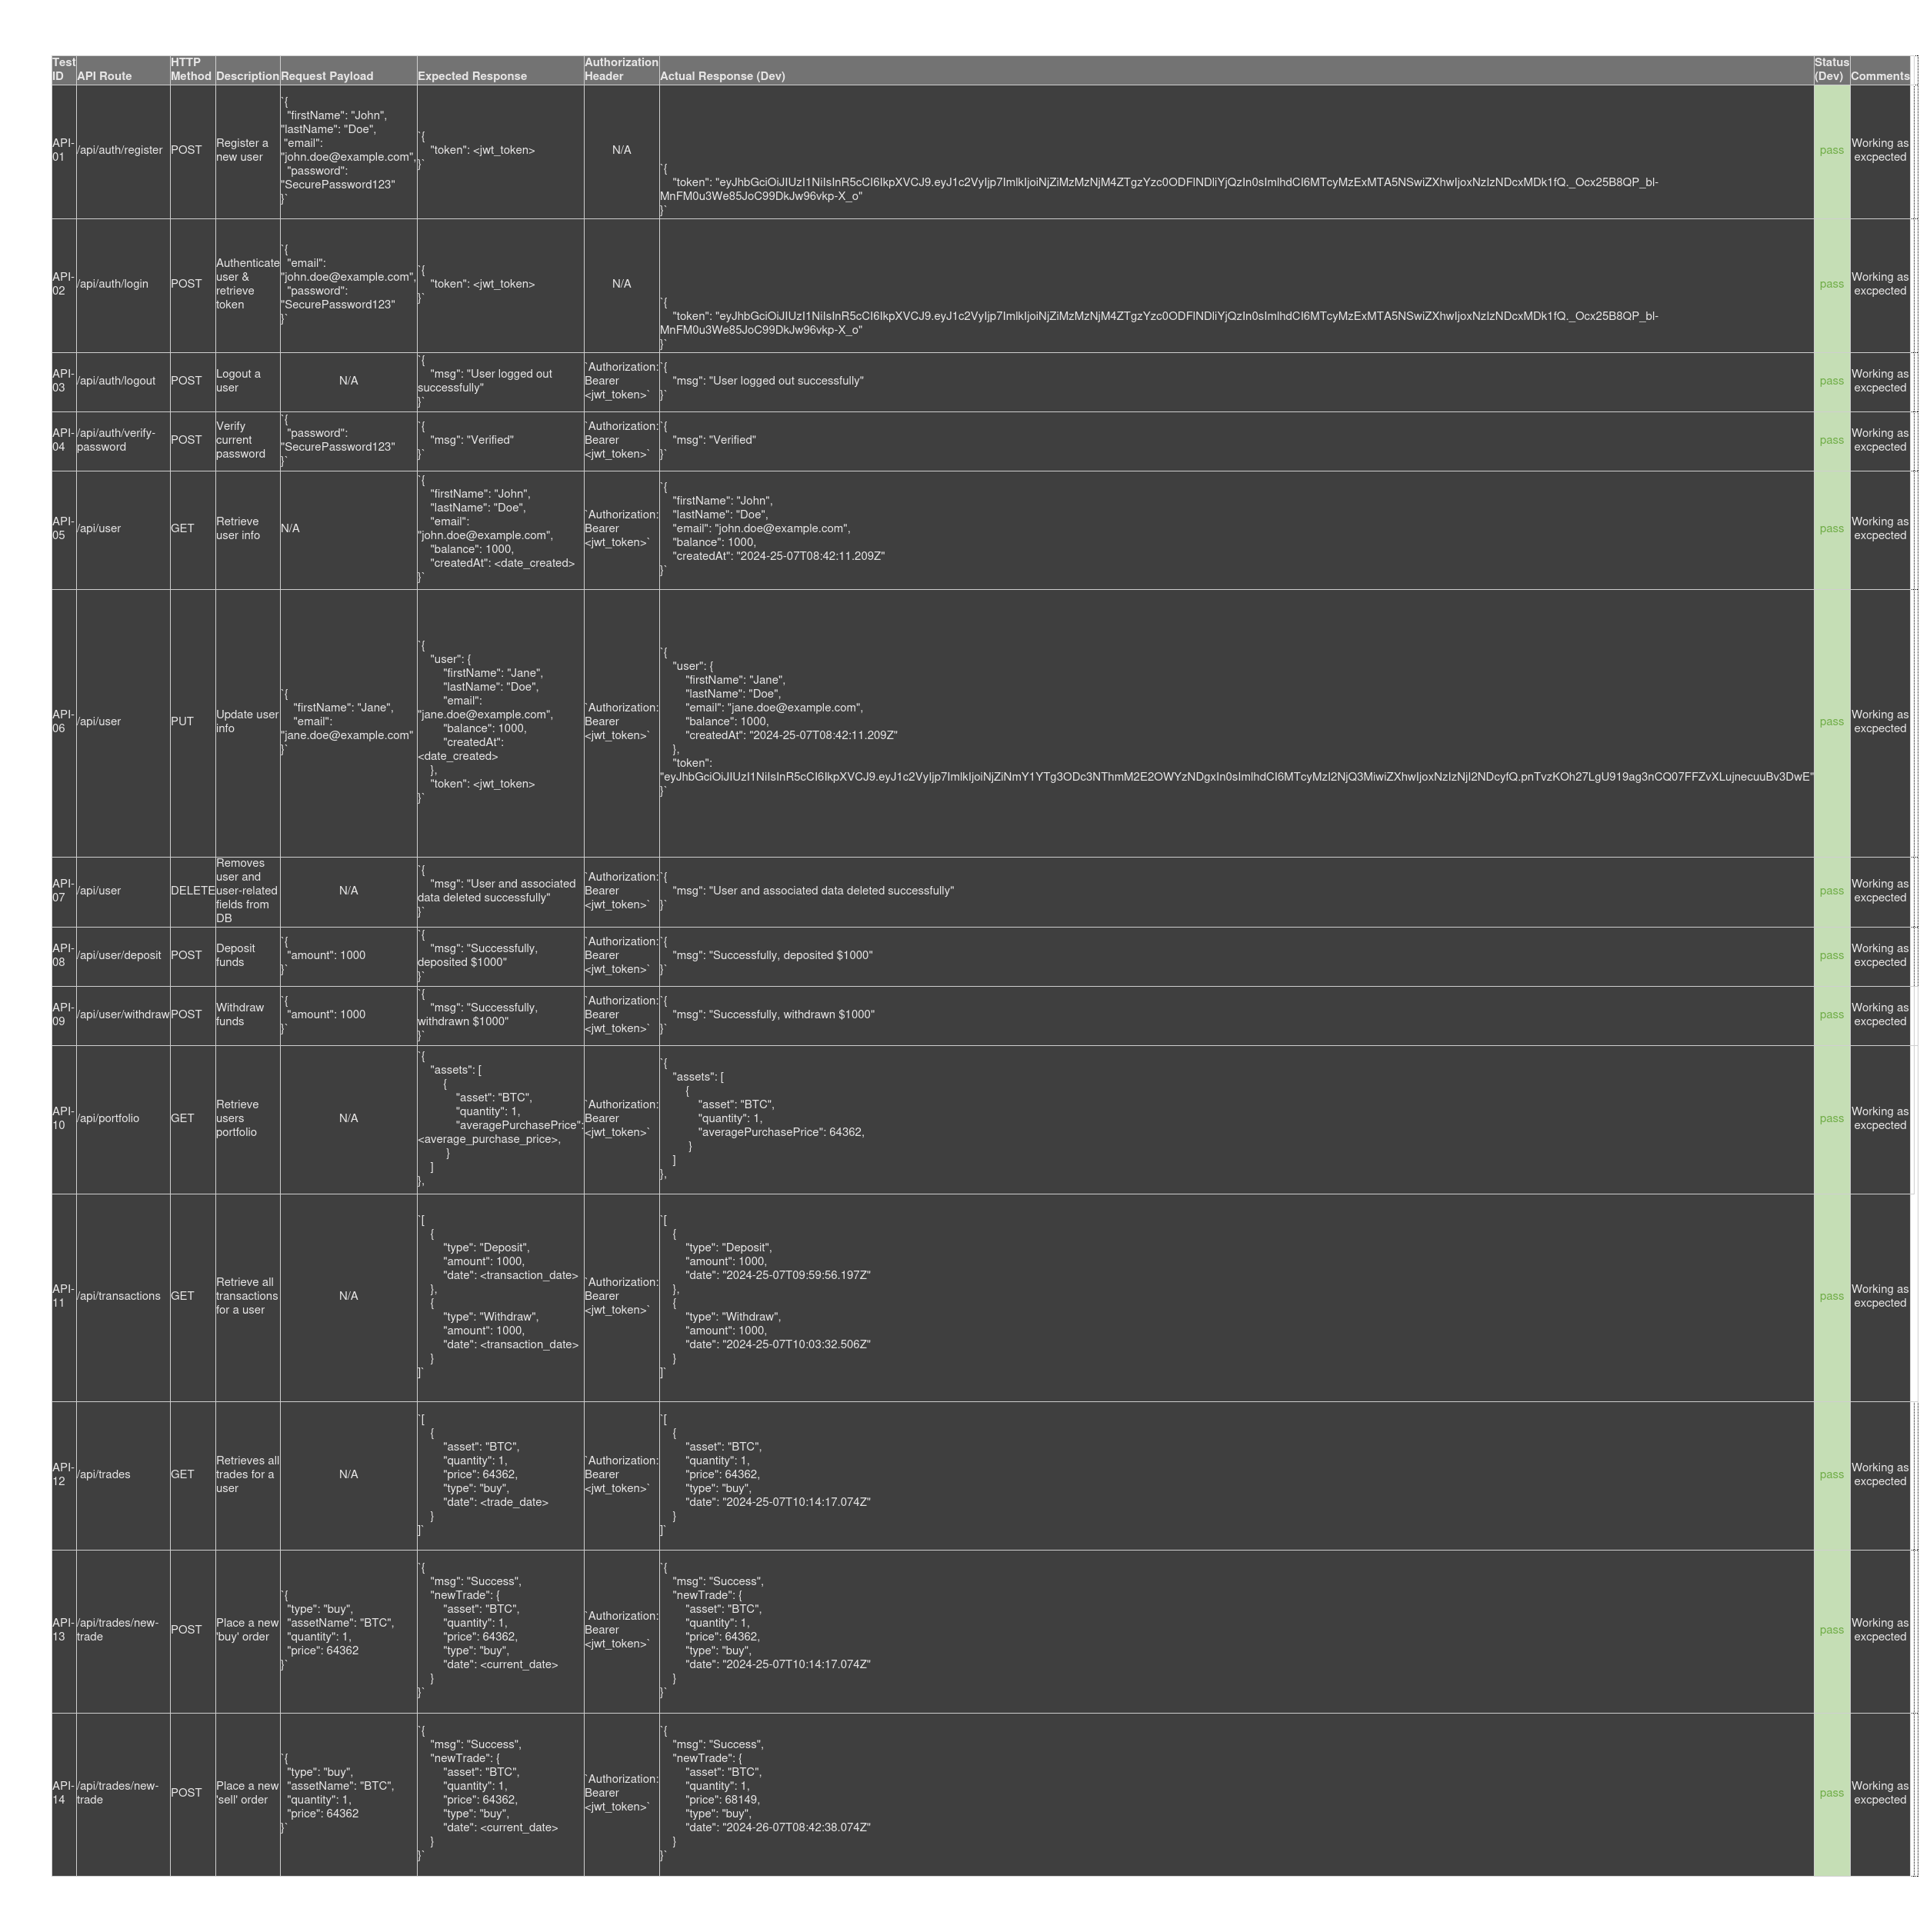 Test
ID
API Route
HTTP
Method
Description
Request Payload
Expected Response
Authorization
Header
Actual Response (Dev)
Status
(Dev)
Comments
API-
01
/api/auth/register
POST
Register a
new user
`{
"firstName": "John",
"lastName": "Doe",
"email":
"john.doe@example.com",
"password":
"SecurePassword123"
}`
`{
"token": <jwt_token>
}`
N/A
`{
"token": "eyJhbGciOiJIUzI1NiIsInR5cCI6IkpXVCJ9.eyJ1c2VyIjp7ImlkIjoiNjZiMzMzNjM4ZTgzYzc0ODFlNDliYjQzIn0sImlhdCI6MTcyMzExMTA5NSwiZXhwIjoxNzIzNDcxMDk1fQ._Ocx25B8QP_bl-
MnFM0u3We85JoC99DkJw96vkp-X_o"
}`
pass
Working as
excpected
API-
02
/api/auth/login
POST
Authenticate
user &
retrieve
token
`{
"email":
"john.doe@example.com",
"password":
"SecurePassword123"
}`
`{
"token": <jwt_token>
}`
N/A
`{
"token": "eyJhbGciOiJIUzI1NiIsInR5cCI6IkpXVCJ9.eyJ1c2VyIjp7ImlkIjoiNjZiMzMzNjM4ZTgzYzc0ODFlNDliYjQzIn0sImlhdCI6MTcyMzExMTA5NSwiZXhwIjoxNzIzNDcxMDk1fQ._Ocx25B8QP_bl-
MnFM0u3We85JoC99DkJw96vkp-X_o"
}`
pass
Working as
excpected
API-
03
/api/auth/logout
POST
Logout a
user
N/A
`{
"msg": "User logged out
successfully"
}`
`Authorization:
Bearer
<jwt_token>`
`{
"msg": "User logged out successfully"
}`
pass
Working as
excpected
API-
04
/api/auth/verify-
password
POST
Verify
current
password
`{
"password":
"SecurePassword123"
}`
`{
"msg": "Verified"
}`
`Authorization:
Bearer
<jwt_token>`
`{
"msg": "Verified"
}`
pass
Working as
excpected
API-
05
/api/user
GET
Retrieve
user info
N/A
`{
"firstName": "John",
"lastName": "Doe",
"email":
"john.doe@example.com",
"balance": 1000,
"createdAt": <date_created>
}`
`Authorization:
Bearer
<jwt_token>`
`{
"firstName": "John",
"lastName": "Doe",
"email": "john.doe@example.com",
"balance": 1000,
"createdAt": "2024-25-07T08:42:11.209Z"
}`
pass
Working as
excpected
API-
06
/api/user
PUT
Update user
info
`{
"firstName": "Jane",
"email":
"jane.doe@example.com"
}`
`{
"user": {
"firstName": "Jane",
"lastName": "Doe",
"email":
"jane.doe@example.com",
"balance": 1000,
"createdAt":
<date_created>
},
"token": <jwt_token>
}`
`Authorization:
Bearer
<jwt_token>`
`{
"user": {
"firstName": "Jane",
"lastName": "Doe",
"email": "jane.doe@example.com",
"balance": 1000,
"createdAt": "2024-25-07T08:42:11.209Z"
},
"token":
"eyJhbGciOiJIUzI1NiIsInR5cCI6IkpXVCJ9.eyJ1c2VyIjp7ImlkIjoiNjZiNmY1YTg3ODc3NThmM2E2OWYzNDgxIn0sImlhdCI6MTcyMzI2NjQ3MiwiZXhwIjoxNzIzNjI2NDcyfQ.pnTvzKOh27LgU919ag3nCQ07FFZvXLujnecuuBv3DwE"
}`
pass
Working as
excpected
API-
07
/api/user
DELETE
Removes
user and
user-related
fields from
DB
N/A
`{
"msg": "User and associated
data deleted successfully"
}`
`Authorization:
Bearer
<jwt_token>`
`{
"msg": "User and associated data deleted successfully"
}`
pass
Working as
excpected
API-
08
/api/user/deposit
POST
Deposit
funds
`{
"amount": 1000
}`
`{
"msg": "Successfully,
deposited $1000"
}`
`Authorization:
Bearer
<jwt_token>`
`{
"msg": "Successfully, deposited $1000"
}`
pass
Working as
excpected
API-
09
/api/user/withdraw
POST
Withdraw
funds
`{
"amount": 1000
}`
`{
"msg": "Successfully,
withdrawn $1000"
}`
`Authorization:
Bearer
<jwt_token>`
`{
"msg": "Successfully, withdrawn $1000"
}`
pass
Working as
excpected
API-
10
/api/portfolio
GET
Retrieve
users
portfolio
N/A
`{
"assets": [
{
"asset": "BTC",
"quantity": 1,
"averagePurchasePrice":
<average_purchase_price>,
}
]
},
`Authorization:
Bearer
<jwt_token>`
`{
"assets": [
{
"asset": "BTC",
"quantity": 1,
"averagePurchasePrice": 64362,
}
]
},
pass
Working as
excpected
API-
11
/api/transactions
GET
Retrieve all
transactions
for a user
N/A
`[
{
"type": "Deposit",
"amount": 1000,
"date": <transaction_date>
},
{
"type": "Withdraw",
"amount": 1000,
"date": <transaction_date>
}
]`
`Authorization:
Bearer
<jwt_token>`
`[
{
"type": "Deposit",
"amount": 1000,
"date": "2024-25-07T09:59:56.197Z"
},
{
"type": "Withdraw",
"amount": 1000,
"date": "2024-25-07T10:03:32.506Z"
}
]`
pass
Working as
excpected
API-
12
/api/trades
GET
Retrieves all
trades for a
user
N/A
`[
{
"asset": "BTC",
"quantity": 1,
"price": 64362,
"type": "buy",
"date": <trade_date>
}
]`
`Authorization:
Bearer
<jwt_token>`
`[
{
"asset": "BTC",
"quantity": 1,
"price": 64362,
"type": "buy",
"date": "2024-25-07T10:14:17.074Z"
}
]`
pass
Working as
excpected
API-
13
/api/trades/new-
trade
POST
Place a new
'buy' order
`{
"type": "buy",
"assetName": "BTC",
"quantity": 1,
"price": 64362
}`
`{
"msg": "Success",
"newTrade": {
"asset": "BTC",
"quantity": 1,
"price": 64362,
"type": "buy",
"date": <current_date>
}
}`
`Authorization:
Bearer
<jwt_token>`
`{
"msg": "Success",
"newTrade": {
"asset": "BTC",
"quantity": 1,
"price": 64362,
"type": "buy",
"date": "2024-25-07T10:14:17.074Z"
}
}`
pass
Working as
excpected
API-
14
/api/trades/new-
trade
POST
Place a new
'sell' order
`{
"type": "buy",
"assetName": "BTC",
"quantity": 1,
"price": 64362
}`
`{
"msg": "Success",
"newTrade": {
"asset": "BTC",
"quantity": 1,
"price": 64362,
"type": "buy",
"date": <current_date>
}
}`
`Authorization:
Bearer
<jwt_token>`
`{
"msg": "Success",
"newTrade": {
"asset": "BTC",
"quantity": 1,
"price": 68149,
"type": "buy",
"date": "2024-26-07T08:42:38.074Z"
}
}`
pass
Working as
excpected